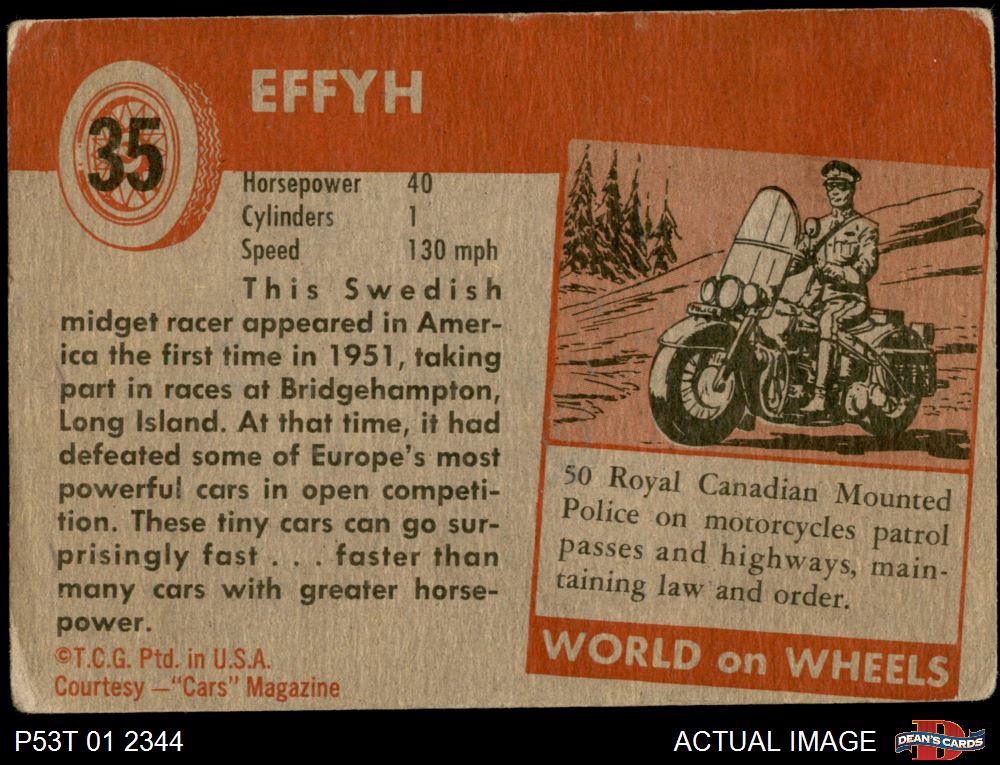 35
EFFYH
Horsepower 40
Cylinders 1
Speed 130 mph
This Swedish
midget racer appeared in Amer-
ica the first time in 1951, taking
part in races at Bridgehampton,
Long Island. At that time, it had
defeated some of Europe's most
powerful cars in open competi-
tion. These tiny cars can go sur-
prisingly fast . . . faster than
many cars with greater horse-
power.
©T.C.G. Ptd. in U.S.A.
Courtesy —"Cars" Magazine
POLICE
50 Royal Canadian Mounted
Police on motorcycles patrol
passes and highways, main-
taining law and order.
WORLD on WHEELS
P53T 01 2344
ACTUAL IMAGE
DEAN'S CARDS